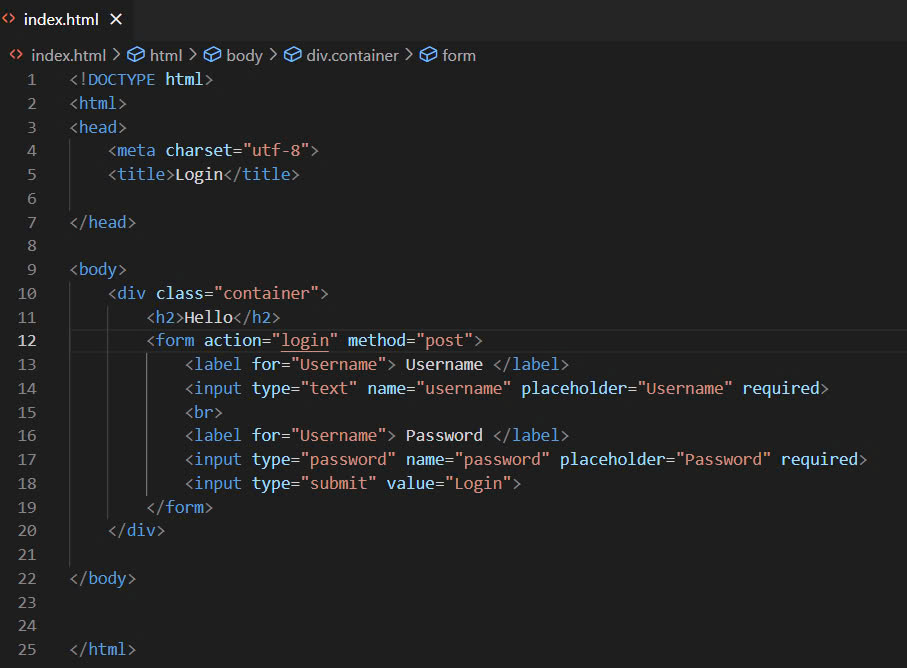 index.html
index.html > html > body > div.container > form
1 <!DOCTYPE html>
2 <html>
3 <head>
4 <meta charset="utf-8">
5 <title>Login</title>
6
7 </head>
8
9 <body>
10 <div class="container">
11 <h2>Hello</h2>
12 <form action="login" method="post">
13 <label for="Username"> Username </label>
14 <input type="text" name="username" placeholder="Username" required>
15 <br>
16 <label for="Username"> Password </label>
17 <input type="password" name="password" placeholder="Password" required>
18 <input type="submit" value="Login">
19 </form>
20 </div>
21
22 </body>
23
24
25 </html>